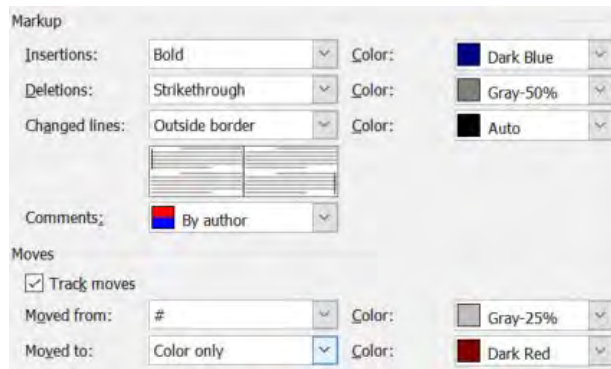 Markup
Insertions: Bold Color: Dark Blue
Deletions: Strikethrough Color: Gray-50%
Changed lines: Outside border Color: Auto
Comments: By author
Moves
Track moves
Moved from: # Color: Gray-25%
Moved to: Color only Color: Dark Red